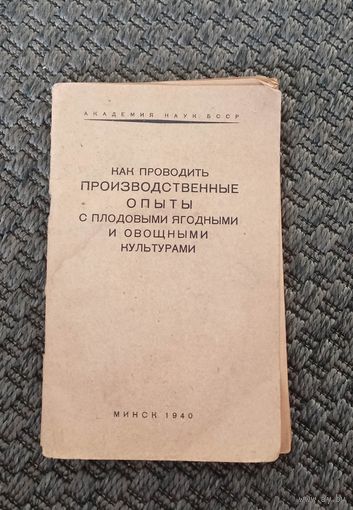 АКАДЕМИЯ НАУК БССР
КАК ПРОВОДИТЬ
ПРОИЗВОДСТВЕННЫЕ
ОПЫТЫ
С ПЛОДОВЫМИ ЯГОДНЫМИ
И ОВОЩНЫМИ
КУЛЬТУРАМИ
МИНСК 1940